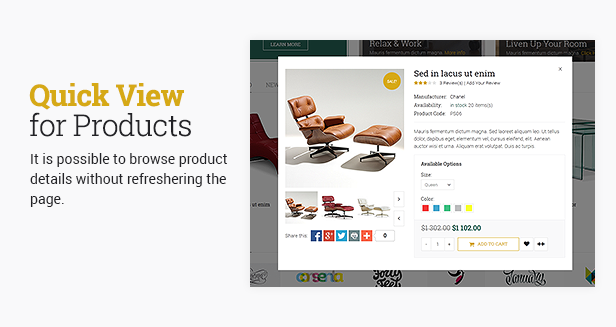 Quick View
for Products
It is possible to browse product
details without refreshering the
page.
LEARN MORE
Relax & Work
Liven Up Your Room
x
SALE!
Sed in lacus ut enim
3 Review(s) | Add Your Review
Manufacturer: Chanel
Availability: in stock 20 item(s)
Product Code: PS06
Mauris fermentum dictum magna. Sed laoreet aliquam leo. Ut tellus
dolor, dapibus eget, elementum vel, cursus eleifend, elit. Aenean
auctor wisi et urna. Aliquam erat volutpat. Duis ac turpis.
Available Options
Size:
Queen
Color:
$1 302.00 $1 102.00
- 1 + ADD TO CART
Share this: 0
carsenia
January